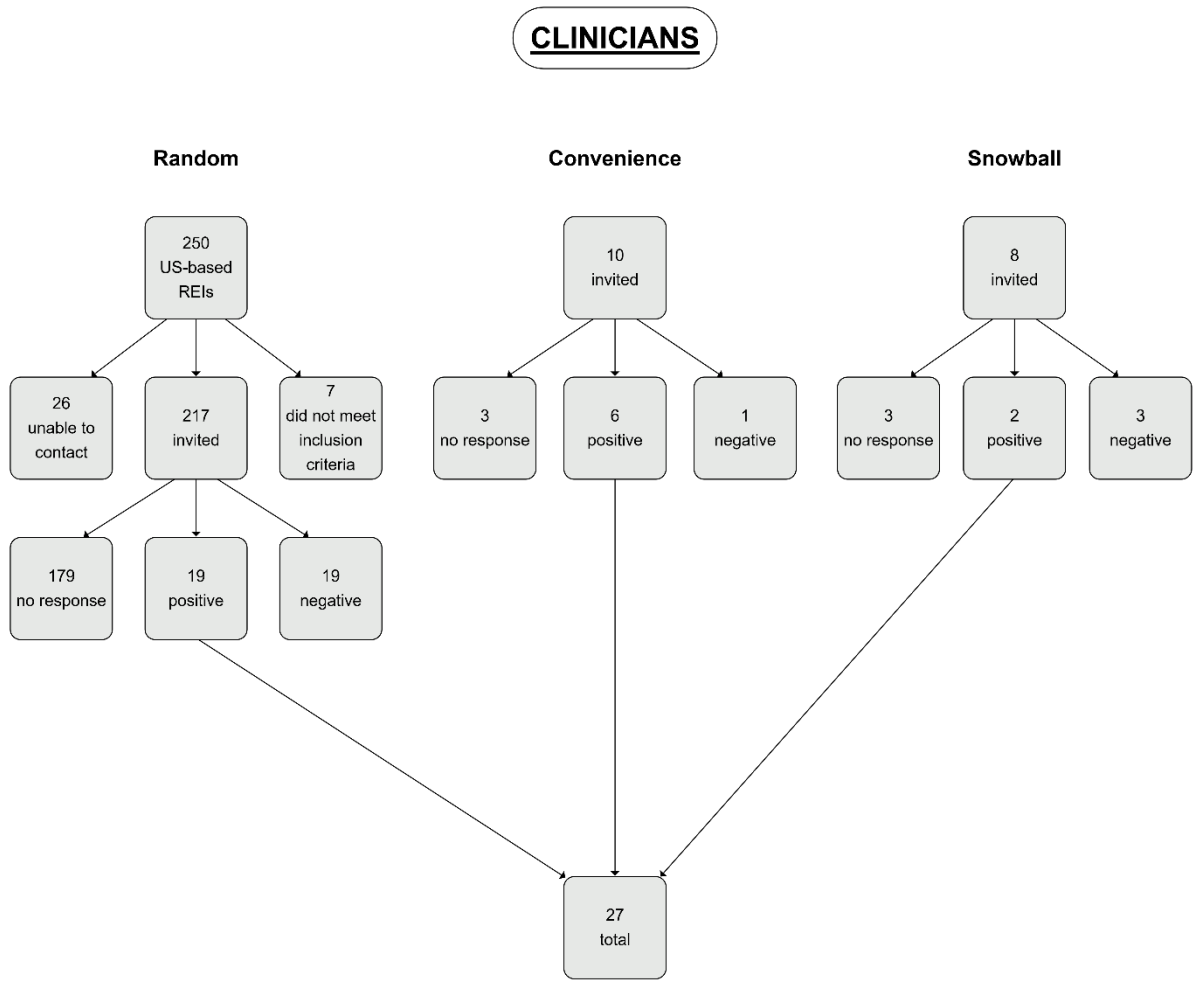 CLINICIANS
Random
Convenience
Snowball
250
US-based
REIs
10
invited
8
invited
26
unable to
contact
217
invited
7
did not meet
inclusion
criteria
3
no response
6
positive
1
negative
3
no response
2
positive
3
negative
179
no response
19
positive
19
negative
27
total